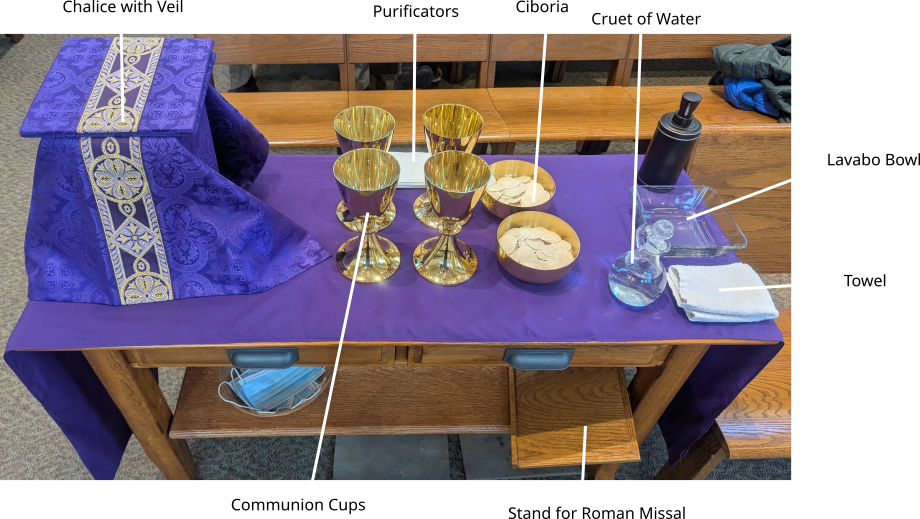 Chalice with Veil
Purificators
Ciboria
Cruet of Water
Lavabo Bowl
Towel
Communion Cups
Stand for Roman Missal